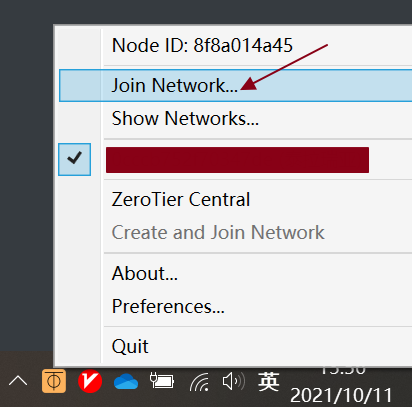 Node ID: 8f8a014a45
Join Network...
Show Networks...
ZeroTier Central
Create and Join Network
About...
Preferences...
Quit
英
2021/10/11